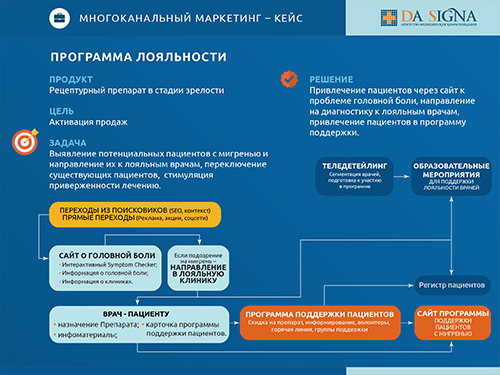 МНОГОКАНАЛЬНЫЙ МАРКЕТИНГ – КЕЙС
DA SIGNA
ПРОГРАММА ЛОЯЛЬНОСТИ
ПРОДУКТ
Рецептурный препарат в стадии зрелости
ЦЕЛЬ
Активация продаж
ЗАДАЧА
Выявление потенциальных пациентов с мигренью и
направление их к лояльным врачам, переключение
существующих пациентов, стимуляция
приверженности лечению.
РЕШЕНИЕ
Привлечение пациентов через сайт к
проблеме головной боли, направление
на диагностику к лояльным врачам,
привлечение пациентов в программу
поддержки.
ТЕЛЕДЕТЕЙЛИНГ
Сегментация врачей,
подготовка к участию
в программе
ОБРАЗОВАТЕЛЬНЫЕ
МЕРОПРИЯТИЯ
ДЛЯ ПОДДЕРЖКИ
ЛОЯЛЬНОСТИ ВРАЧЕЙ
ПЕРЕХОДЫ ИЗ ПОИСКОВИКОВ (SEO, контекст)
ПРЯМЫЕ ПЕРЕХОДЫ (Реклама, акции, соцсети)
САЙТ О ГОЛОВНОЙ БОЛИ
• Интерактивный Symptom Checker;
• Информация о головной боли;
• Информация о клиниках.
Если подозрение
на мигрень –
НАПРАВЛЕНИЕ
В ЛОЯЛЬНУЮ
КЛИНИКУ
Регистр пациентов
ВРАЧ - ПАЦИЕНТУ
• назначение Препарата;
• инфоматериалы;
• карточка программы
поддержки пациентов.
ПРОГРАММА ПОДДЕРЖКИ ПАЦИЕНТОВ
Скидка на препарат, информирование, волонтеры,
горячая линия, группы поддержки
САЙТ ПРОГРАММЫ
ПОДДЕРЖКИ
ПАЦИЕНТОВ
С МИГРЕНЬЮ